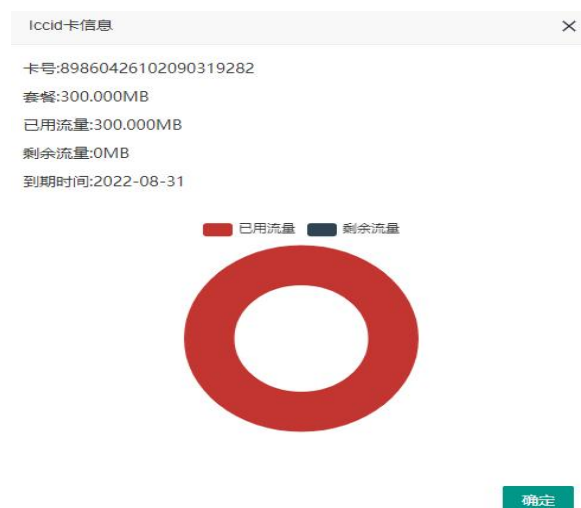 Iccid卡信息
卡号:89860426102090319282
套餐:300.000MB
已用流量:300.000MB
剩余流量:0MB
到期时间:2022-08-31
已用流量 剩余流量
确定